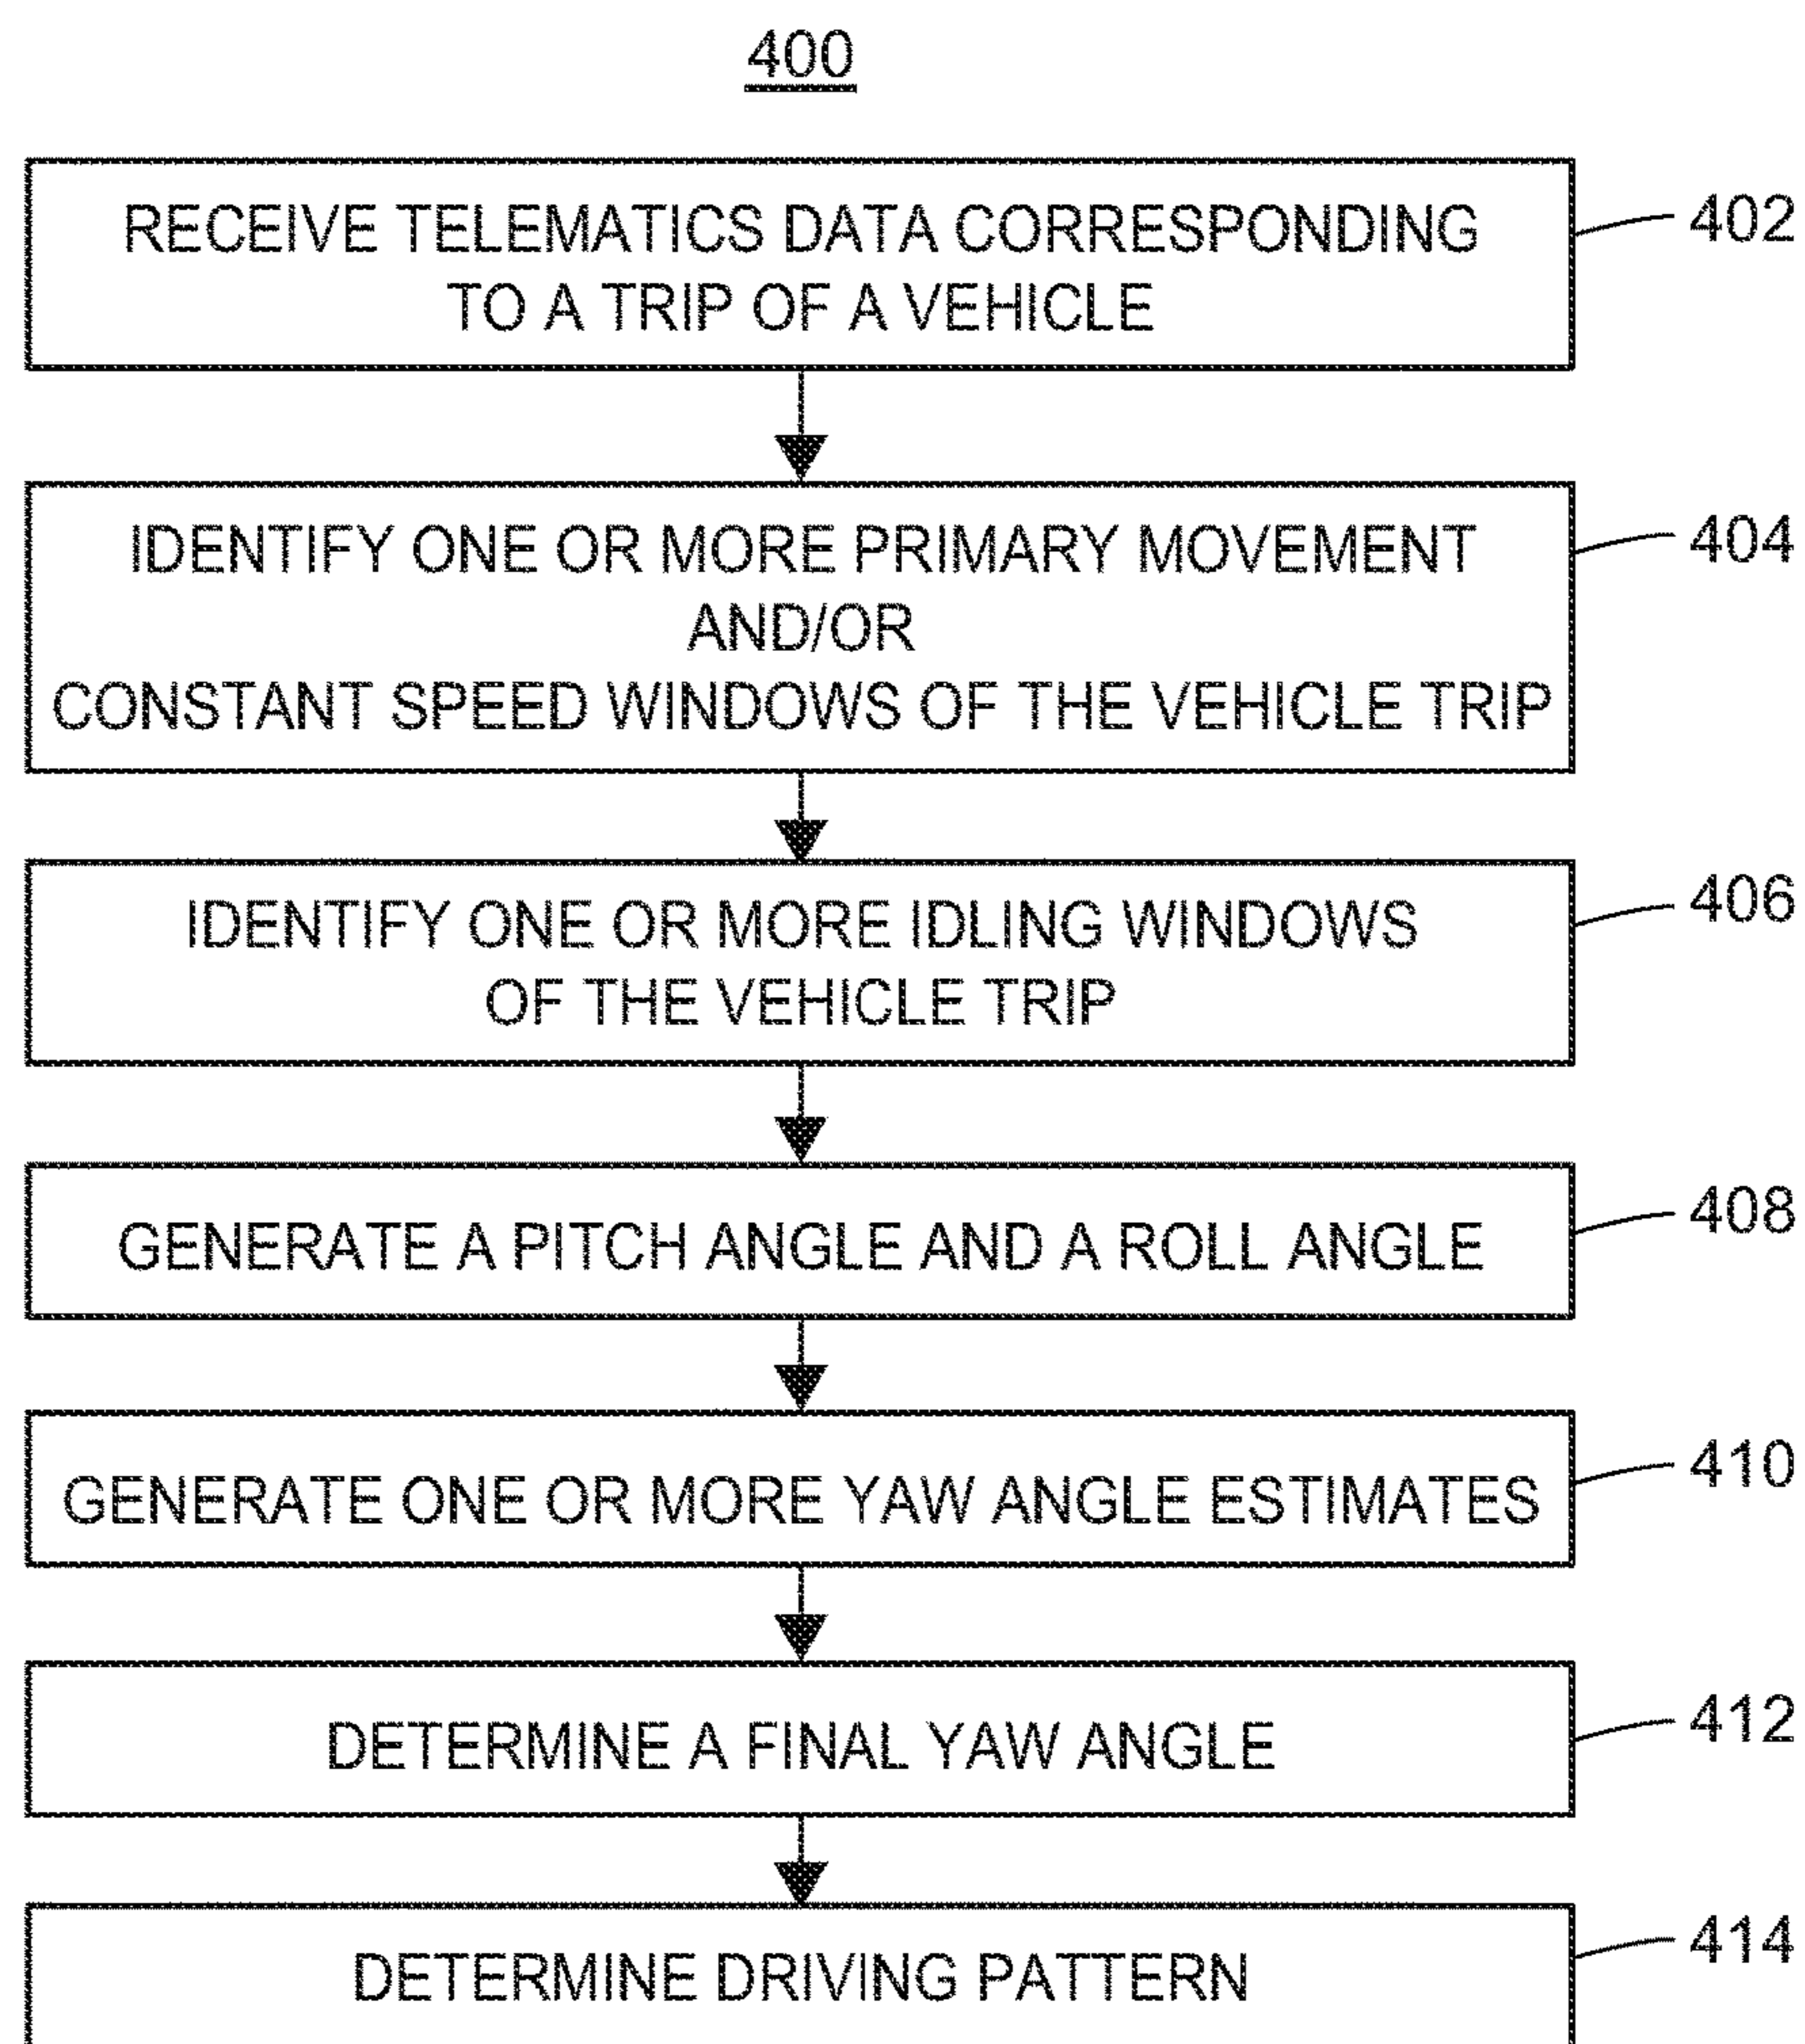 400
RECEIVE TELEMATICS DATA CORRESPONDING
TO A TRIP OF A VEHICLE
402
IDENTIFY ONE OR MORE PRIMARY MOVEMENT
AND/OR
CONSTANT SPEED WINDOWS OF THE VEHICLE TRIP
404
IDENTIFY ONE OR MORE IDLING WINDOWS
OF THE VEHICLE TRIP
406
GENERATE A PITCH ANGLE AND A ROLL ANGLE
408
GENERATE ONE OR MORE YAW ANGLE ESTIMATES
410
DETERMINE A FINAL YAW ANGLE
412
DETERMINE DRIVING PATTERN
414